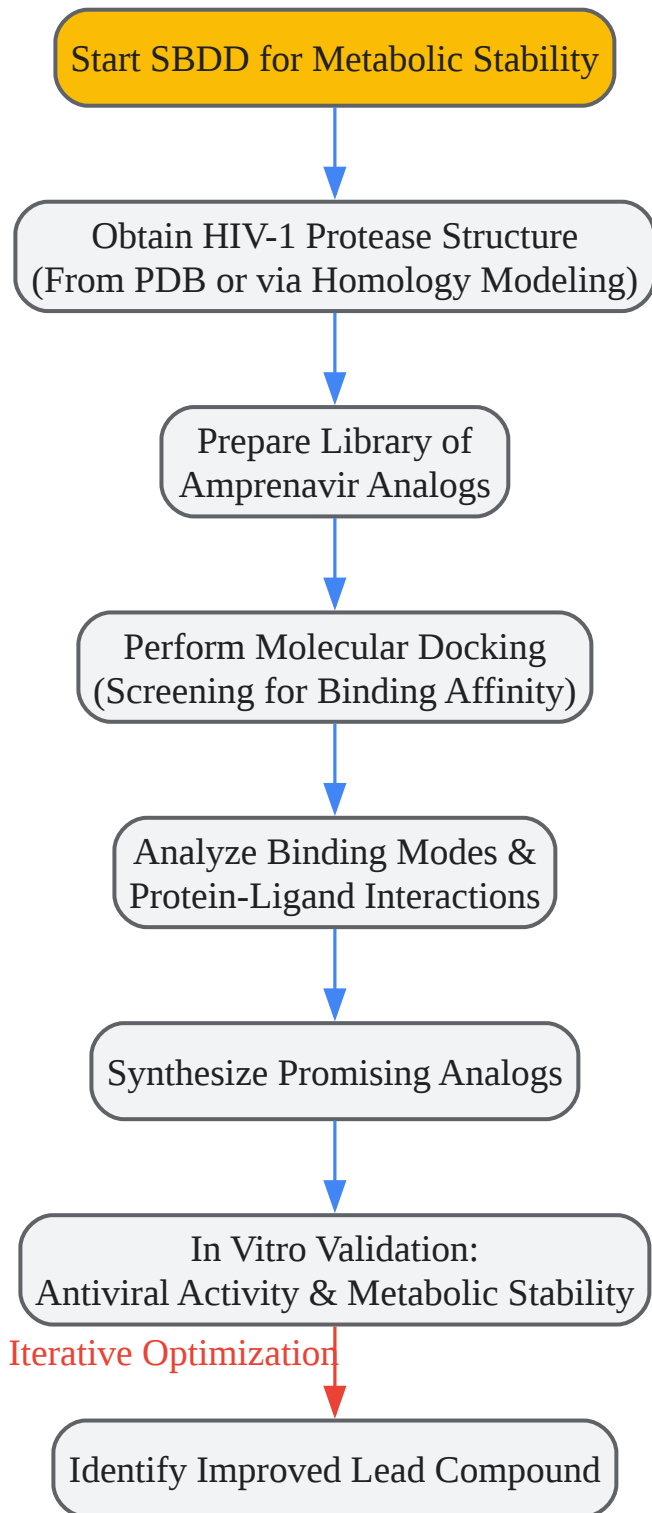 Start SBDD for Metabolic Stability
Obtain HIV-1 Protease Structure
(From PDB or via Homology Modeling)
Prepare Library of
Amprenavir Analogs
Perform Molecular Docking
(Screening for Binding Affinity)
Analyze Binding Modes &
Protein-Ligand Interactions
Synthesize Promising Analogs
In Vitro Validation:
Antiviral Activity & Metabolic Stability
Iterative Optimization
Identify Improved Lead Compound